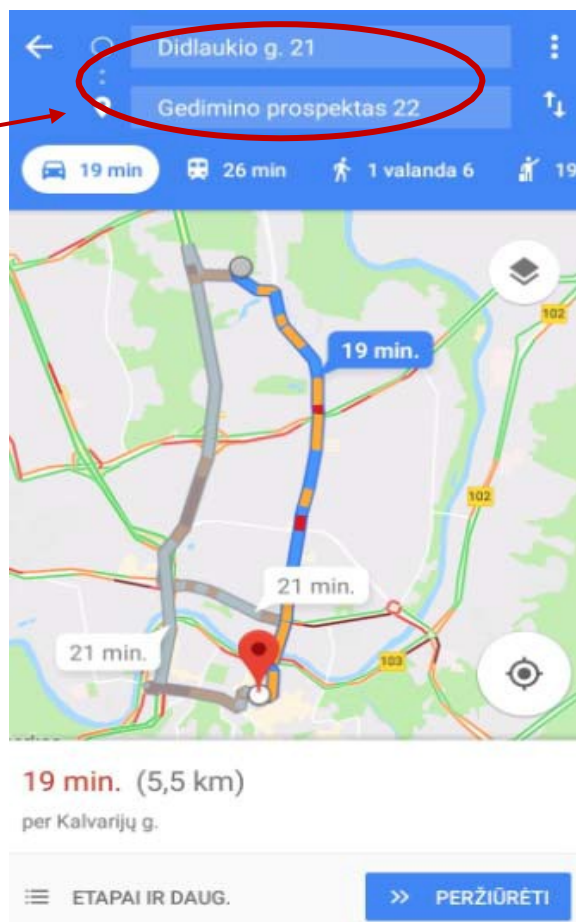 Didlaukio g. 21
Gedimino prospektas 22
19 min
26 min
1 valanda 6
19
102
19 min.
102
21 min.
21 min.
103
19 min. (5,5 km)
per Kalvarijų g.
ETAPAI IR DAUG.
PERŽIŪRĖTI